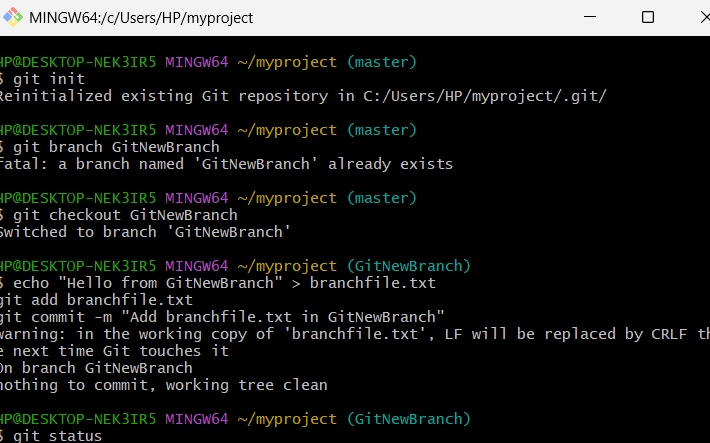 MINGW64:/c/Users/HP/myproject
HP@DESKTOP-NEK3IR5 MINGW64 ~/myproject (master)
$ git init
Reinitialized existing Git repository in C:/Users/HP/myproject/.git/
HP@DESKTOP-NEK3IR5 MINGW64 ~/myproject (master)
$ git branch GitNewBranch
fatal: a branch named 'GitNewBranch' already exists
HP@DESKTOP-NEK3IR5 MINGW64 ~/myproject (master)
$ git checkout GitNewBranch
Switched to branch 'GitNewBranch'
HP@DESKTOP-NEK3IR5 MINGW64 ~/myproject (GitNewBranch)
$ echo "Hello from GitNewBranch" > branchfile.txt
git add branchfile.txt
git commit -m "Add branchfile.txt in GitNewBranch"
warning: in the working copy of 'branchfile.txt', LF will be replaced by CRLF th
e next time Git touches it
On branch GitNewBranch
nothing to commit, working tree clean
HP@DESKTOP-NEK3IR5 MINGW64 ~/myproject (GitNewBranch)
$ git status